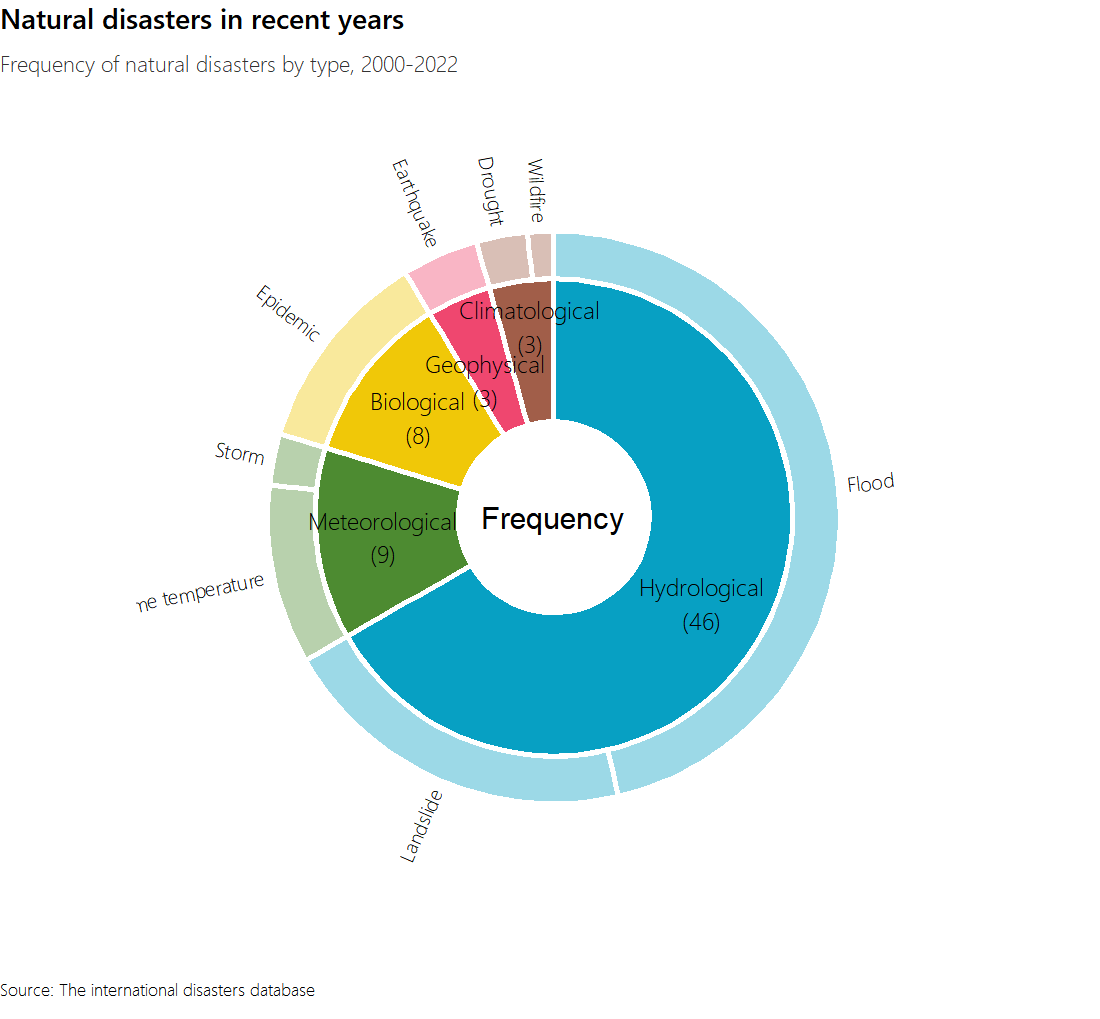 Natural disasters in recent years
Frequency of natural disasters by type, 2000-2022
Wildfire
Drought
Earthquake
Epidemic
Storm
temperature
Landslide
Flood
Climatological
(3)
Geophysical
(3)
Biological
(8)
Meteorological
(9)
Frequency
Hydrological
(46)
Source: The international disasters database